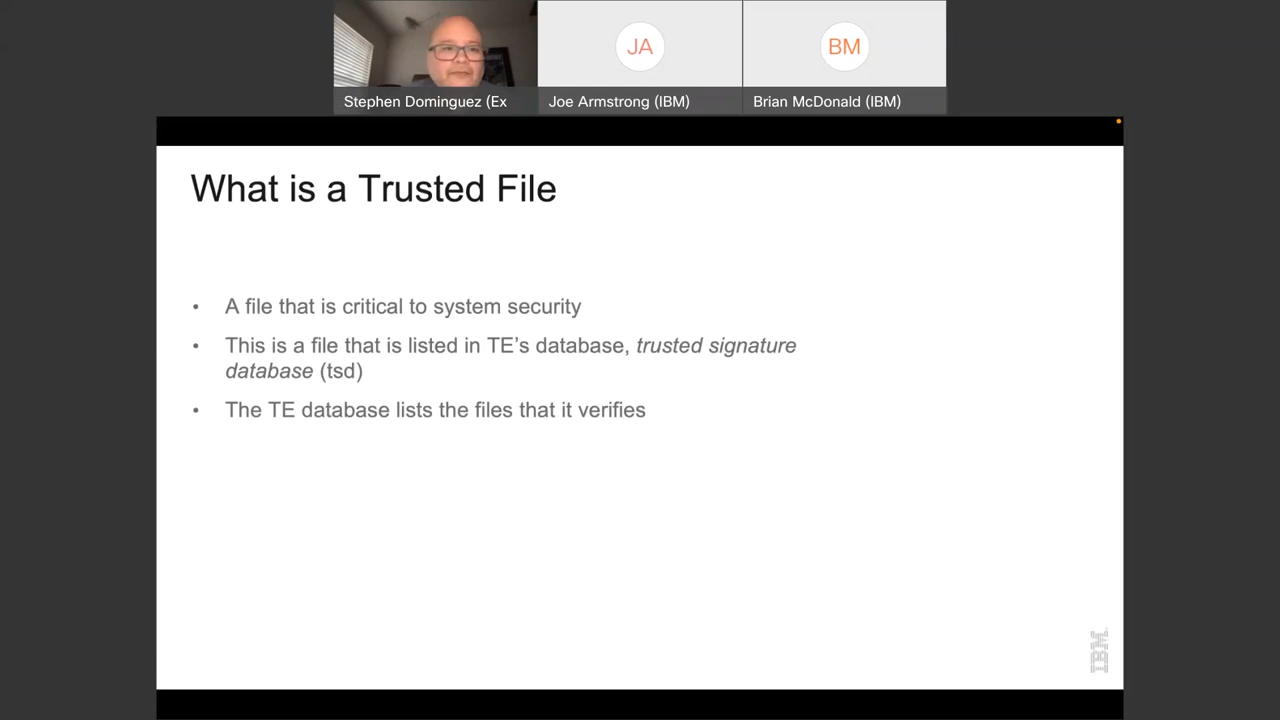 JA
BM
Stephen Dominguez (Ex
Joe Armstrong (IBM)
Brian McDonald (IBM)
What is a Trusted File
• A file that is critical to system security
• This is a file that is listed in TE's database, trusted signature
database (tsd)
• The TE database lists the files that it verifies
IBM